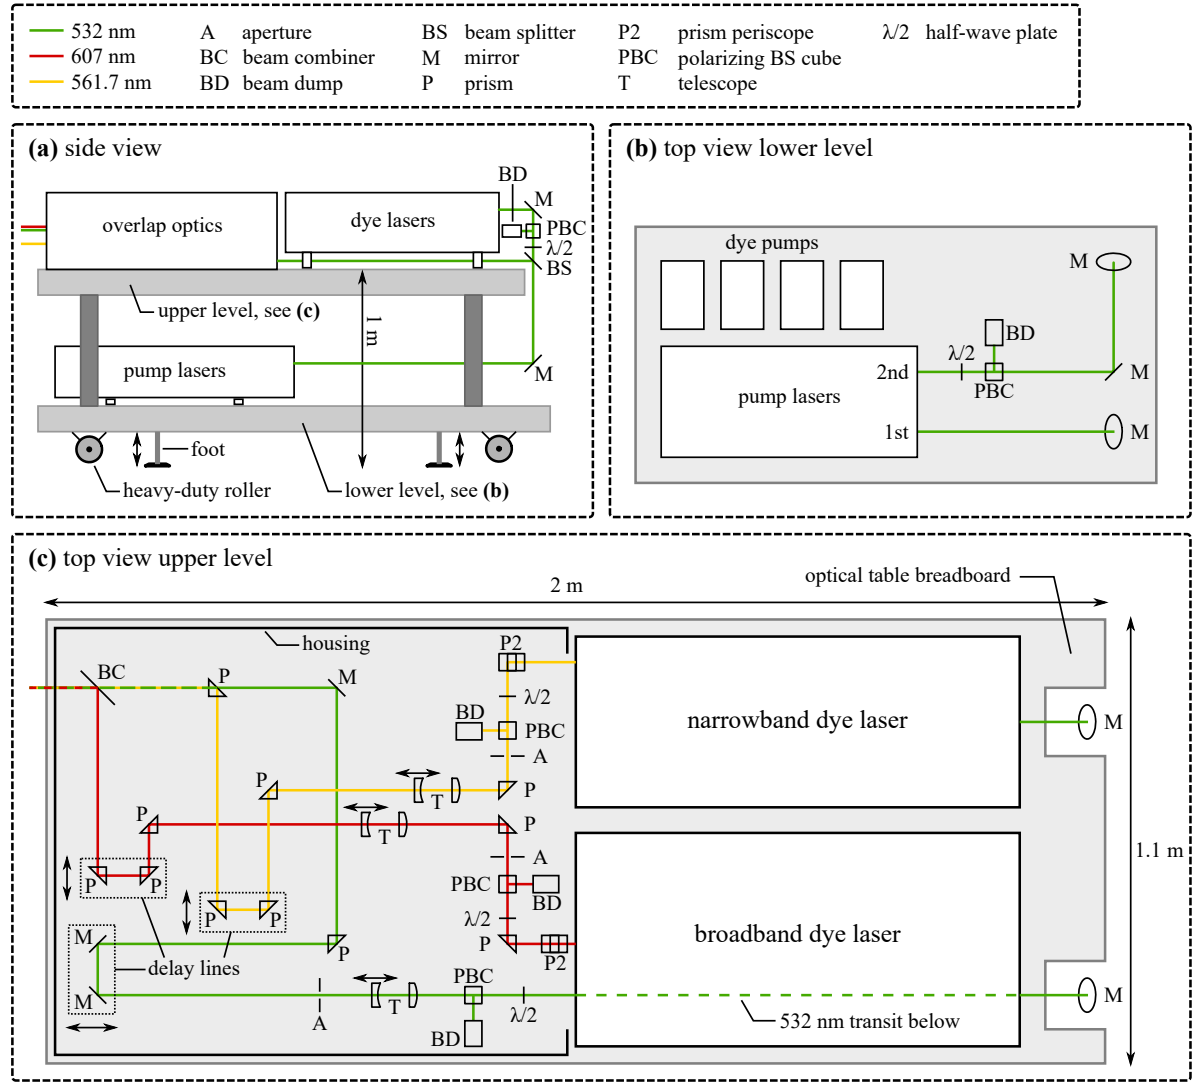 532 nm A aperture BS beam splitter P2 prism periscope λ/2 half-wave plate
607 nm BC beam combiner M mirror PBC polarizing BS cube
561.7 nm BD beam dump P prism T telescope
(a) side view
BD
M
overlap optics
dye lasers
PBC
λ/2
BS
upper level, see (c)
1 m
pump lasers
M
foot
heavy-duty roller
lower level, see (b)
(b) top view lower level
dye pumps
M
BD
λ/2
2nd
M
PBC
pump lasers
1st
M
(c) top view upper level
optical table breadboard
2 m
housing
P2
BC
P
M
λ/2
narrowband dye laser
M
BD
PBC
A
P
T
P
P
T
P
1.1 m
A
P
P
PBC
BD
P
P
λ/2
broadband dye laser
M
P
P
P2
delay lines
PBC
M
T
M
A
λ/2
532 nm transit below
BD